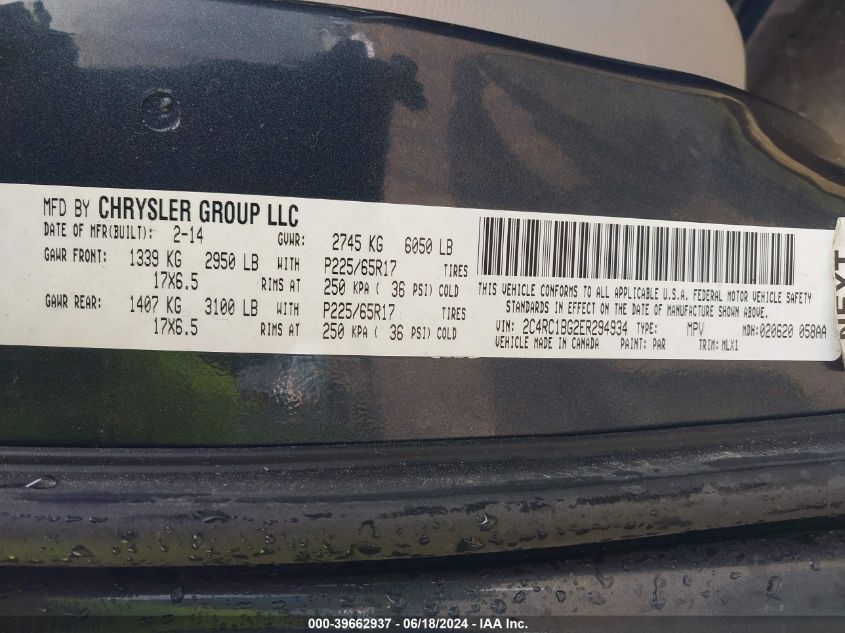 MFD BY CHRYSLER GROUP LLC
DATE OF MFR(BUILT): 2-14 GVWR: 2745 KG 6050 LB
GAWR FRONT: 1339 KG 2950 LB WITH P225/65R17 TIRES
17X6.5 RIMS AT 250 KPA ( 36 PSI) COLD
GAWR REAR: 1407 KG 3100 LB WITH P225/65R17 TIRES
17X6.5 RIMS AT 250 KPA ( 36 PSI) COLD
THIS VEHICLE CONFORMS TO ALL APPLICABLE U.S.A. FEDERAL MOTOR VEHICLE SAFETY
STANDARDS IN EFFECT ON THE DATE OF MANUFACTURE SHOWN ABOVE.
VIN: 2C4RC1BG2ER294934 TYPE: MPV MDH: 020620 058AA
VEHICLE MADE IN CANADA PAINT: PAR TRIM: MLX1
NEXT
000-39662937 - 06/18/2024 - IAA Inc.